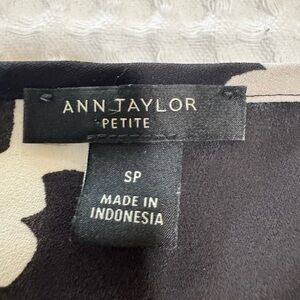 ANN TAYLOR
PETITE
SP
MADE IN
INDONESIA